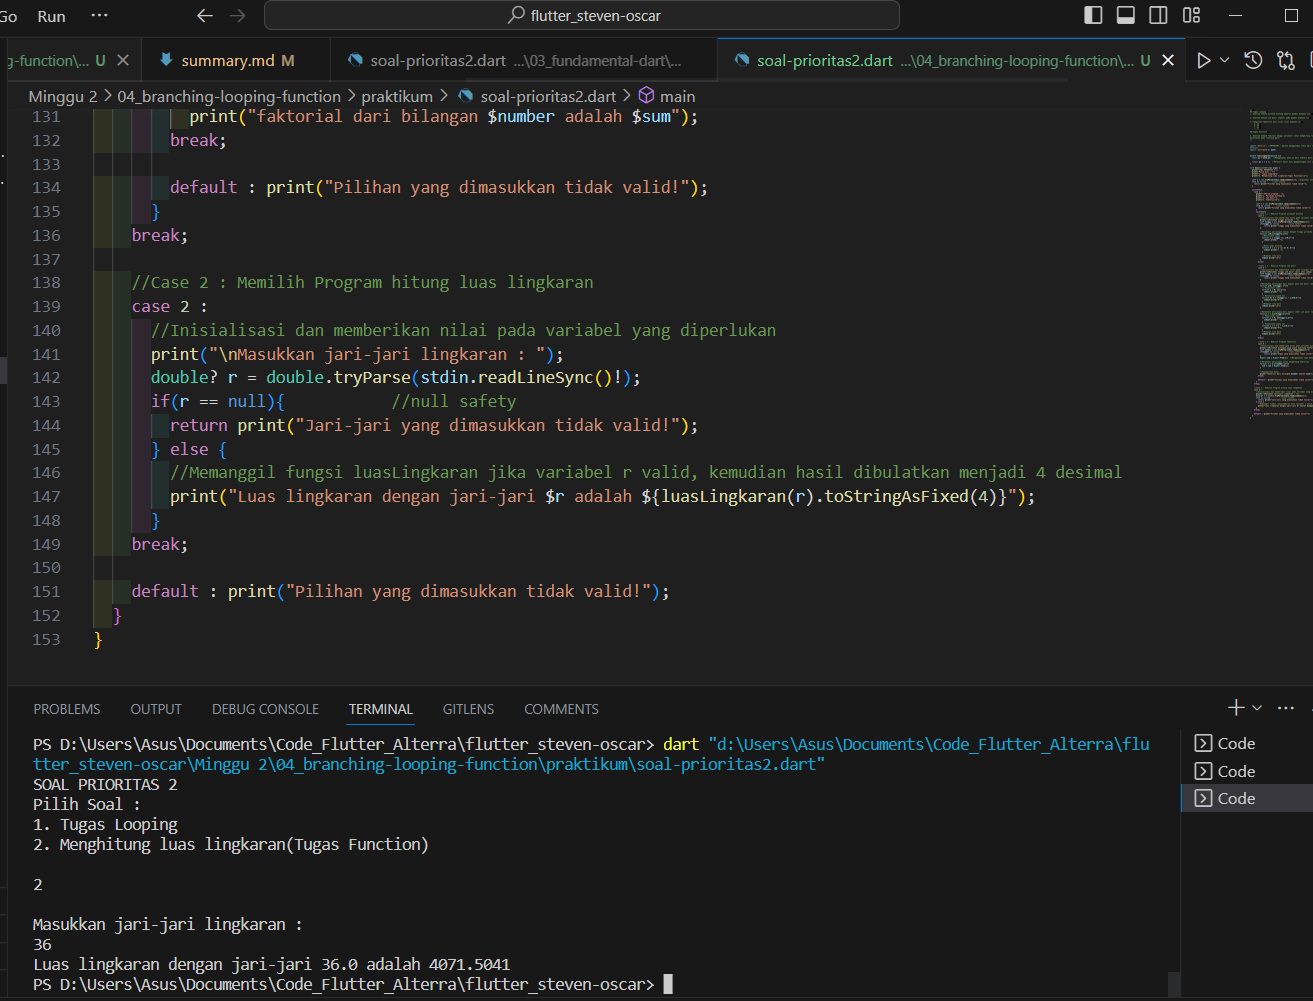 Go Run ··· flutter_steven-oscar
g-function\... U summary.md M soal-prioritas2.dart ...\03_fundamental-dart\... soal-prioritas2.dart ...\04_branching-looping-function\... U
Minggu 2 > 04_branching-looping-function > praktikum > soal-prioritas2.dart > main
131 print("faktorial dari bilangan $number adalah $sum");
132 break;
133
134 default : print("Pilihan yang dimasukkan tidak valid!");
135 }
136 break;
137
138 //Case 2 : Memilih Program hitung luas lingkaran
139 case 2 :
140 //Inisialisasi dan memberikan nilai pada variabel yang diperlukan
141 print("\nMasukkan jari-jari lingkaran : ");
142 double? r = double.tryParse(stdin.readLineSync()!);
143 if(r == null){ //null safety
144 return print("Jari-jari yang dimasukkan tidak valid!");
145 } else {
146 //Memanggil fungsi luasLingkaran jika variabel r valid, kemudian hasil dibulatkan menjadi 4 desimal
147 print("Luas lingkaran dengan jari-jari $r adalah ${luasLingkaran(r).toStringAsFixed(4)}");
148 }
149 break;
150
151 default : print("Pilihan yang dimasukkan tidak valid!");
152 }
153 }
PROBLEMS OUTPUT DEBUG CONSOLE TERMINAL GITLENS COMMENTS
PS D:\Users\Asus\Documents\Code_Flutter_Alterra\flutter_steven-oscar> dart "d:\Users\Asus\Documents\Code_Flutter_Alterra\flu
tter_steven-oscar\Minggu 2\04_branching-looping-function\praktikum\soal-prioritas2.dart"
SOAL PRIORITAS 2
Pilih Soal :
1. Tugas Looping
2. Menghitung luas lingkaran(Tugas Function)
2
Masukkan jari-jari lingkaran :
36
Luas lingkaran dengan jari-jari 36.0 adalah 4071.5041
PS D:\Users\Asus\Documents\Code_Flutter_Alterra\flutter_steven-oscar>
Code
Code
Code